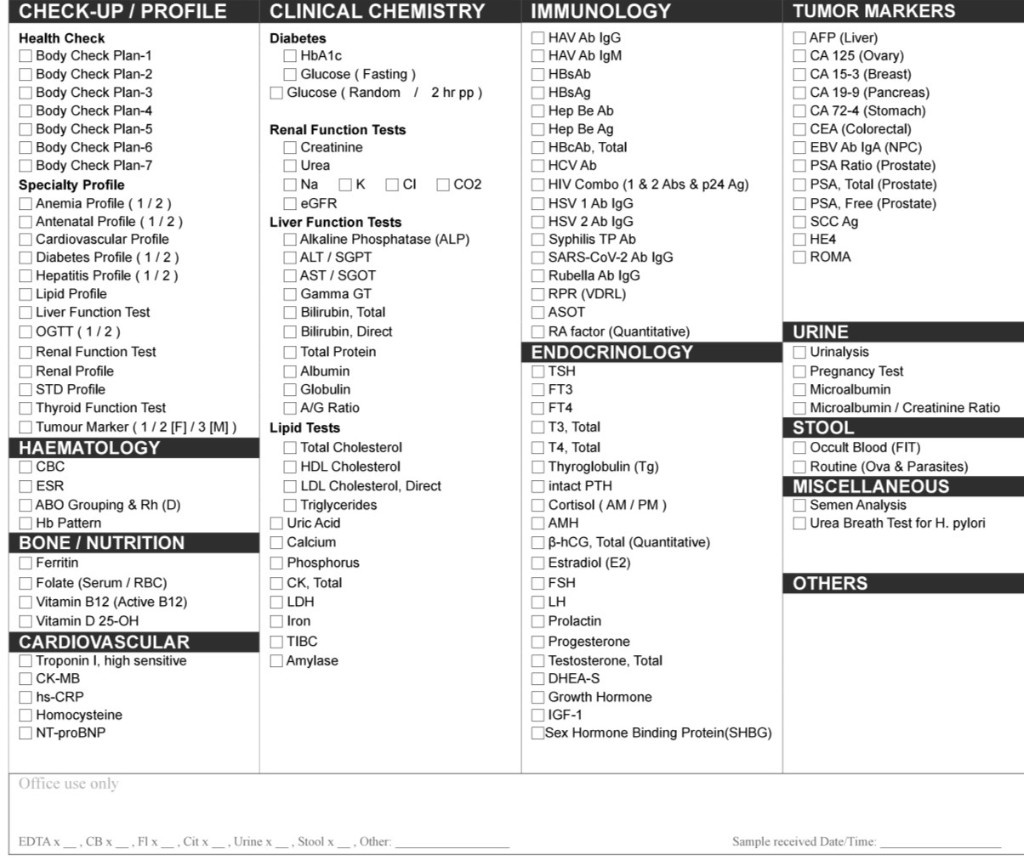 CHECK-UP / PROFILE
Health Check
Body Check Plan-1
Body Check Plan-2
Body Check Plan-3
Body Check Plan-4
Body Check Plan-5
Body Check Plan-6
Body Check Plan-7
Specialty Profile
Anemia Profile ( 1 / 2 )
Antenatal Profile ( 1 / 2 )
Cardiovascular Profile
Diabetes Profile ( 1 / 2 )
Hepatitis Profile ( 1 / 2 )
Lipid Profile
Liver Function Test
OGTT ( 1 / 2 )
Renal Function Test
Renal Profile
STD Profile
Thyroid Function Test
Tumour Marker ( 1 / 2 [F] / 3 [M] )
HAEMATOLOGY
CBC
ESR
ABO Grouping & Rh (D)
Hb Pattern
BONE / NUTRITION
Ferritin
Folate (Serum / RBC)
Vitamin B12 (Active B12)
Vitamin D 25-OH
CARDIOVASCULAR
Troponin I, high sensitive
CK-MB
hs-CRP
Homocysteine
NT-proBNP
CLINICAL CHEMISTRY
Diabetes
HbA1c
Glucose ( Fasting )
Glucose ( Random / 2 hr pp )
Renal Function Tests
Creatinine
Urea
Na K Cl CO2
eGFR
Liver Function Tests
Alkaline Phosphatase (ALP)
ALT / SGPT
AST / SGOT
Gamma GT
Bilirubin, Total
Bilirubin, Direct
Total Protein
Albumin
Globulin
A/G Ratio
Lipid Tests
Total Cholesterol
HDL Cholesterol
LDL Cholesterol, Direct
Triglycerides
Uric Acid
Calcium
Phosphorus
CK, Total
LDH
Iron
TIBC
Amylase
IMMUNOLOGY
HAV Ab IgG
HAV Ab IgM
HBsAb
HBsAg
Hep Be Ab
Hep Be Ag
HBcAb, Total
HCV Ab
HIV Combo (1 & 2 Abs & p24 Ag)
HSV 1 Ab IgG
HSV 2 Ab IgG
Syphilis TP Ab
SARS-CoV-2 Ab IgG
Rubella Ab IgG
RPR (VDRL)
ASOT
RA factor (Quantitative)
ENDOCRINOLOGY
TSH
FT3
FT4
T3, Total
T4, Total
Thyroglobulin (Tg)
intact PTH
Cortisol ( AM / PM )
AMH
β-hCG, Total (Quantitative)
Estradiol (E2)
FSH
LH
Prolactin
Progesterone
Testosterone, Total
DHEA-S
Growth Hormone
IGF-1
Sex Hormone Binding Protein(SHBG)
TUMOR MARKERS
AFP (Liver)
CA 125 (Ovary)
CA 15-3 (Breast)
CA 19-9 (Pancreas)
CA 72-4 (Stomach)
CEA (Colorectal)
EBV Ab IgA (NPC)
PSA Ratio (Prostate)
PSA, Total (Prostate)
PSA, Free (Prostate)
SCC Ag
HE4
ROMA
URINE
Urinalysis
Pregnancy Test
Microalbumin
Microalbumin / Creatinine Ratio
STOOL
Occult Blood (FIT)
Routine (Ova & Parasites)
MISCELLANEOUS
Semen Analysis
Urea Breath Test for H. pylori
OTHERS
Office use only
EDTA x __ , CB x __ , Fl x __ , Cit x __ , Urine x __ , Stool x __ , Other: __________________
Sample received Date/Time: ___________________